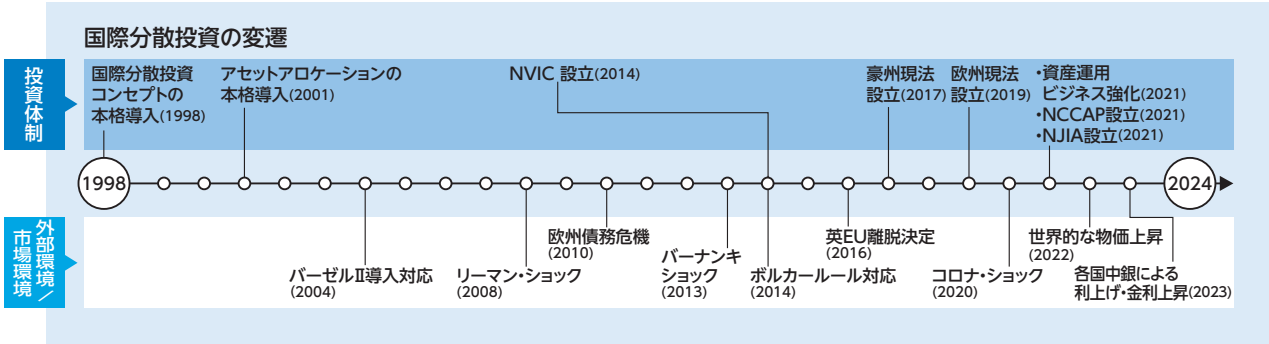 国際分散投資の変遷
投資体制
国際分散投資
コンセプトの
本格導入(1998)
アセットアロケーションの
本格導入(2001)
NVIC 設立(2014)
豪州現法
設立(2017)
欧州現法
設立(2019)
・資産運用
ビジネス強化(2021)
・NCCAP設立(2021)
・NJIA設立(2021)
1998
2024
外部環境／
市場環境
バーゼルⅡ導入対応
(2004)
リーマン・ショック
(2008)
欧州債務危機
(2010)
バーナンキ
ショック
(2013)
ボルカールール対応
(2014)
英EU離脱決定
(2016)
コロナ・ショック
(2020)
世界的な物価上昇
(2022)
各国中銀による
利上げ・金利上昇(2023)